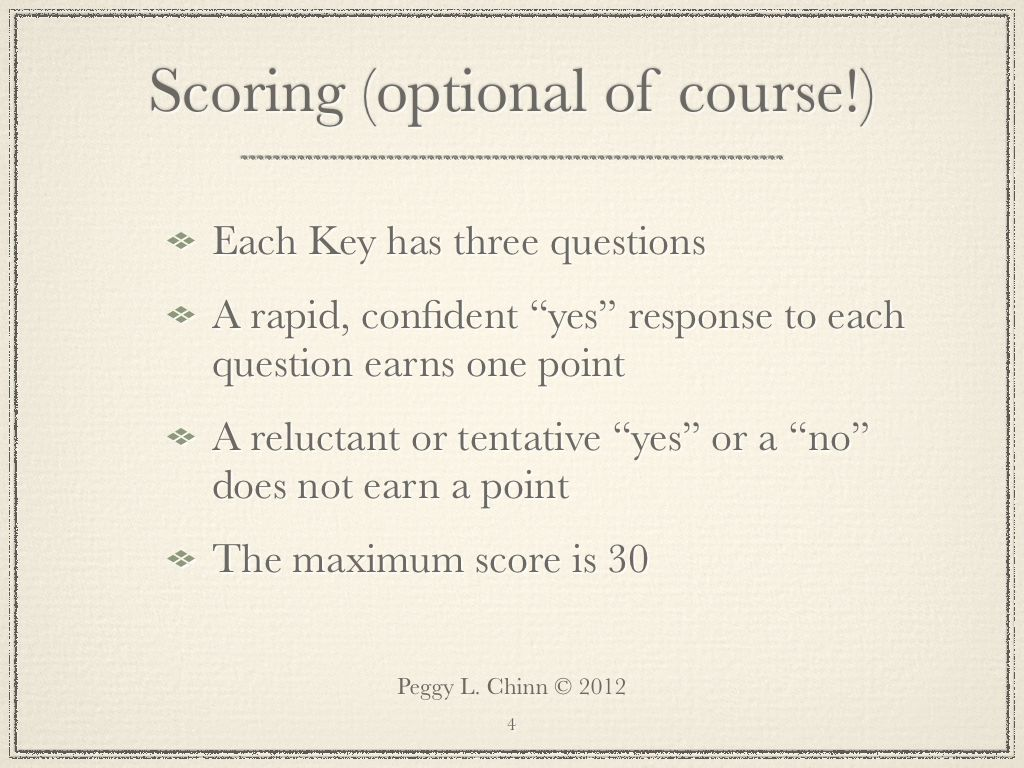 Scoring (optional of course!)
Each Key has three questions
A rapid, confident “yes” response to each
question earns one point
A reluctant or tentative “yes” or a “no”
does not earn a point
The maximum score is 30
Peggy L. Chinn © 2012
4